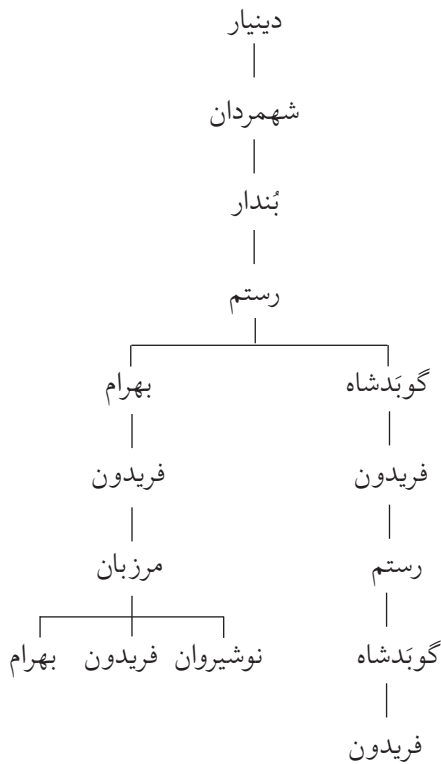 دینیار
شهمردان
بُندار
رستم
گوبَدشاه بهرام
فریدون فریدون
رستم مرزبان
گوبَدشاه نوشیروان فریدون بهرام
فریدون